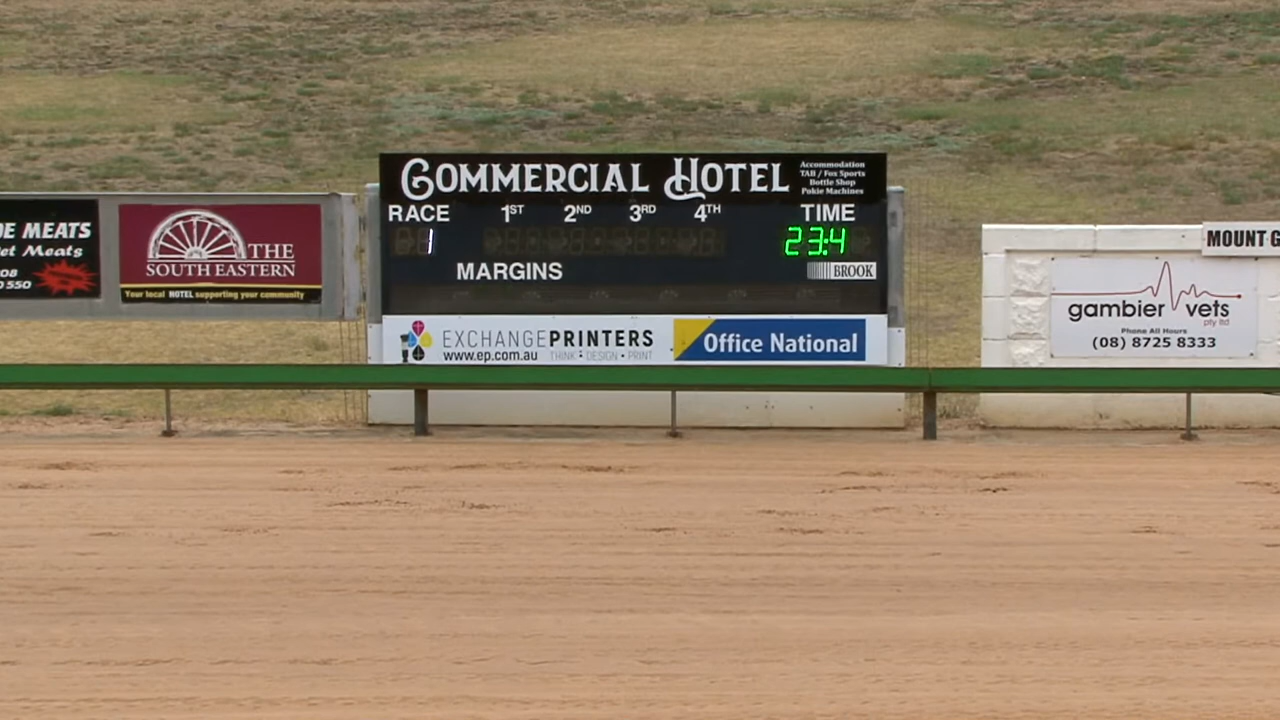 COMMERCIAL HOTEL
Accommodation
TAB / Fox Sports
Bottle Shop
Pokie Machines
RACE 1ST 2ND 3RD 4TH TIME
1 23:4
MARGINS BROOK
EXCHANGEPRINTERS
www.ep.com.au THINK • DESIGN • PRINT
Office National
MEATS
Meats
08
550
THE
SOUTH EASTERN
Your local HOTEL supporting your community
MOUNT G
gambier vets
pty ltd
Phone All Hours
(08) 8725 8333